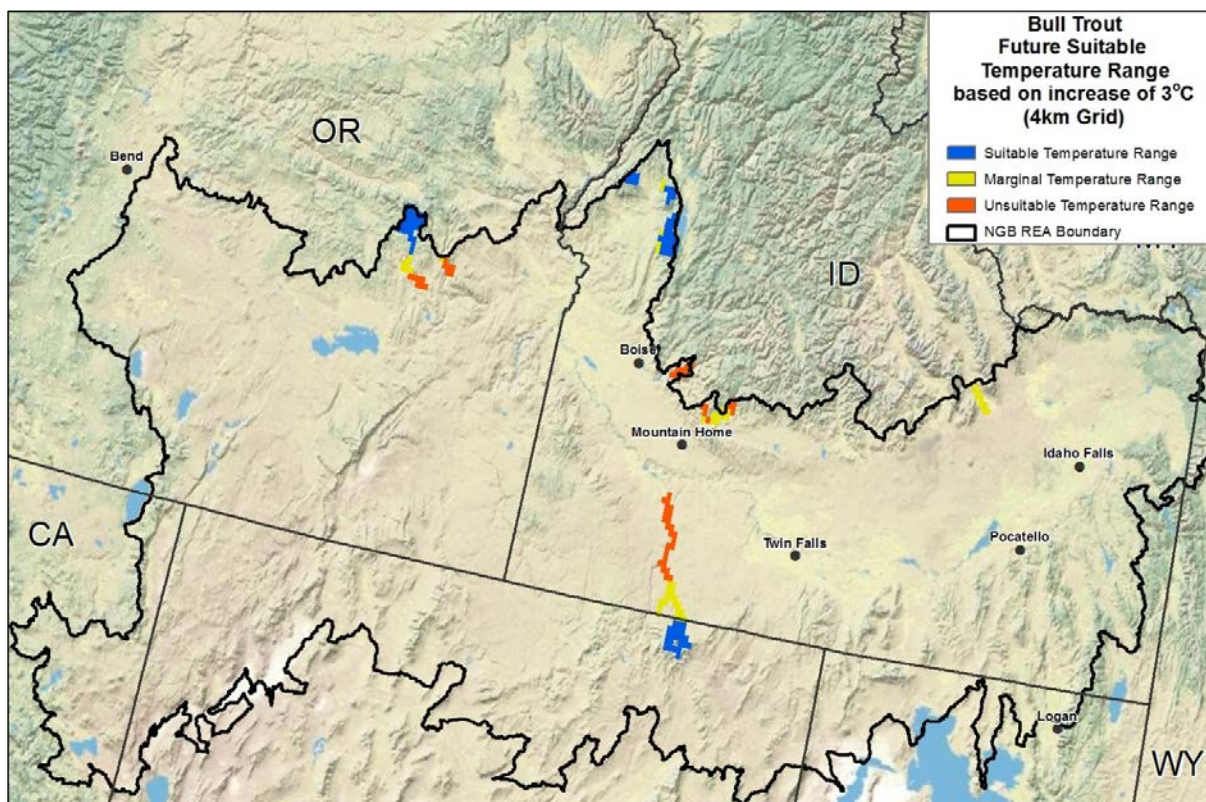 Bull Trout
Future Suitable
Temperature Range
based on increase of 3°C
(4km Grid)
Suitable Temperature Range
Marginal Temperature Range
Unsuitable Temperature Range
NGB REA Boundary
OR
Bend
ID
Boise
Mountain Home
Idaho Falls
CA
Twin Falls
Pocatello
Logan
WY